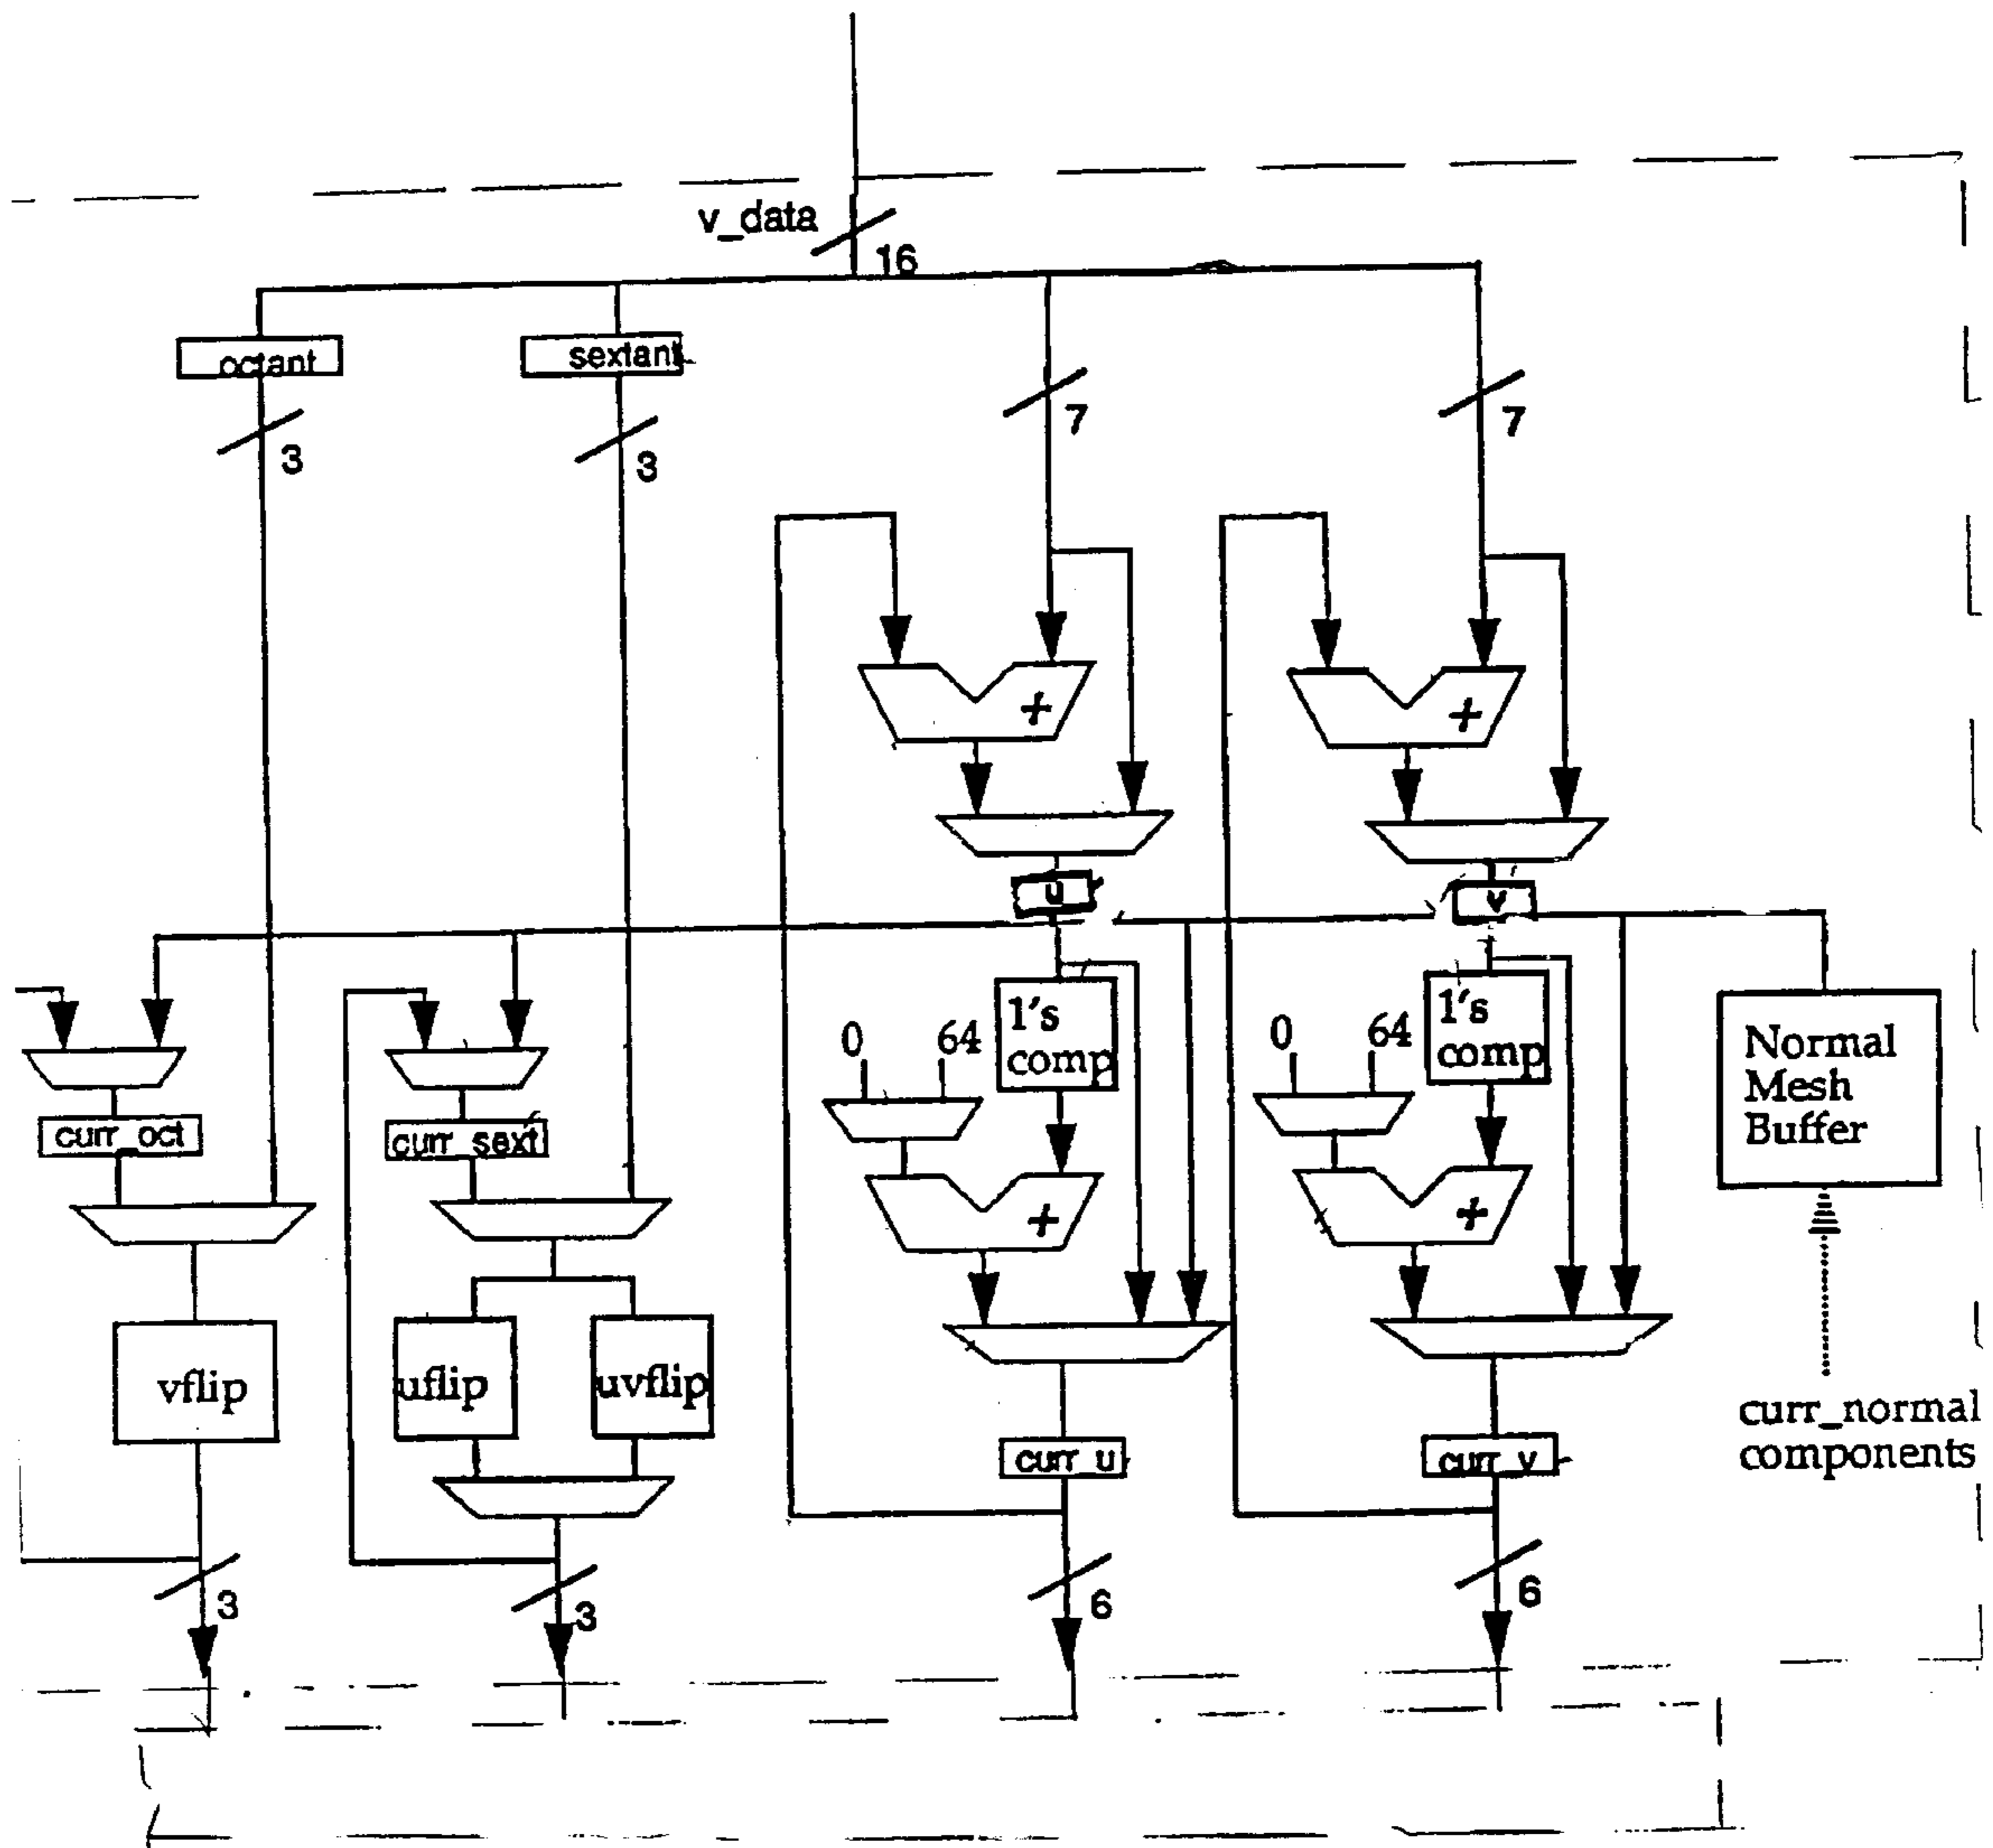 v_data
16
octant
sextant
3
3
7
7
+
+
u
v
0
64
1's
comp
0
64
1's
comp
Normal
Mesh
Buffer
curr_oct
curr_sext
+
+
vflip
uflip
uvflip
curr_u
curr_v
curr_normal
components
3
3
6
6